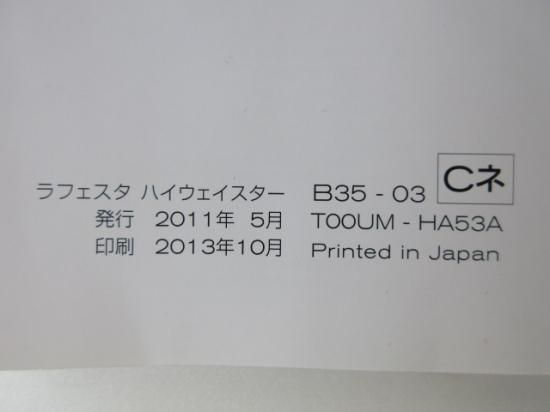 ラフェスタ ハイウェイスター B35 - 03 Cネ
発行 2011年 5月 T00UM - HA53A
印刷 2013年10月 Printed in Japan